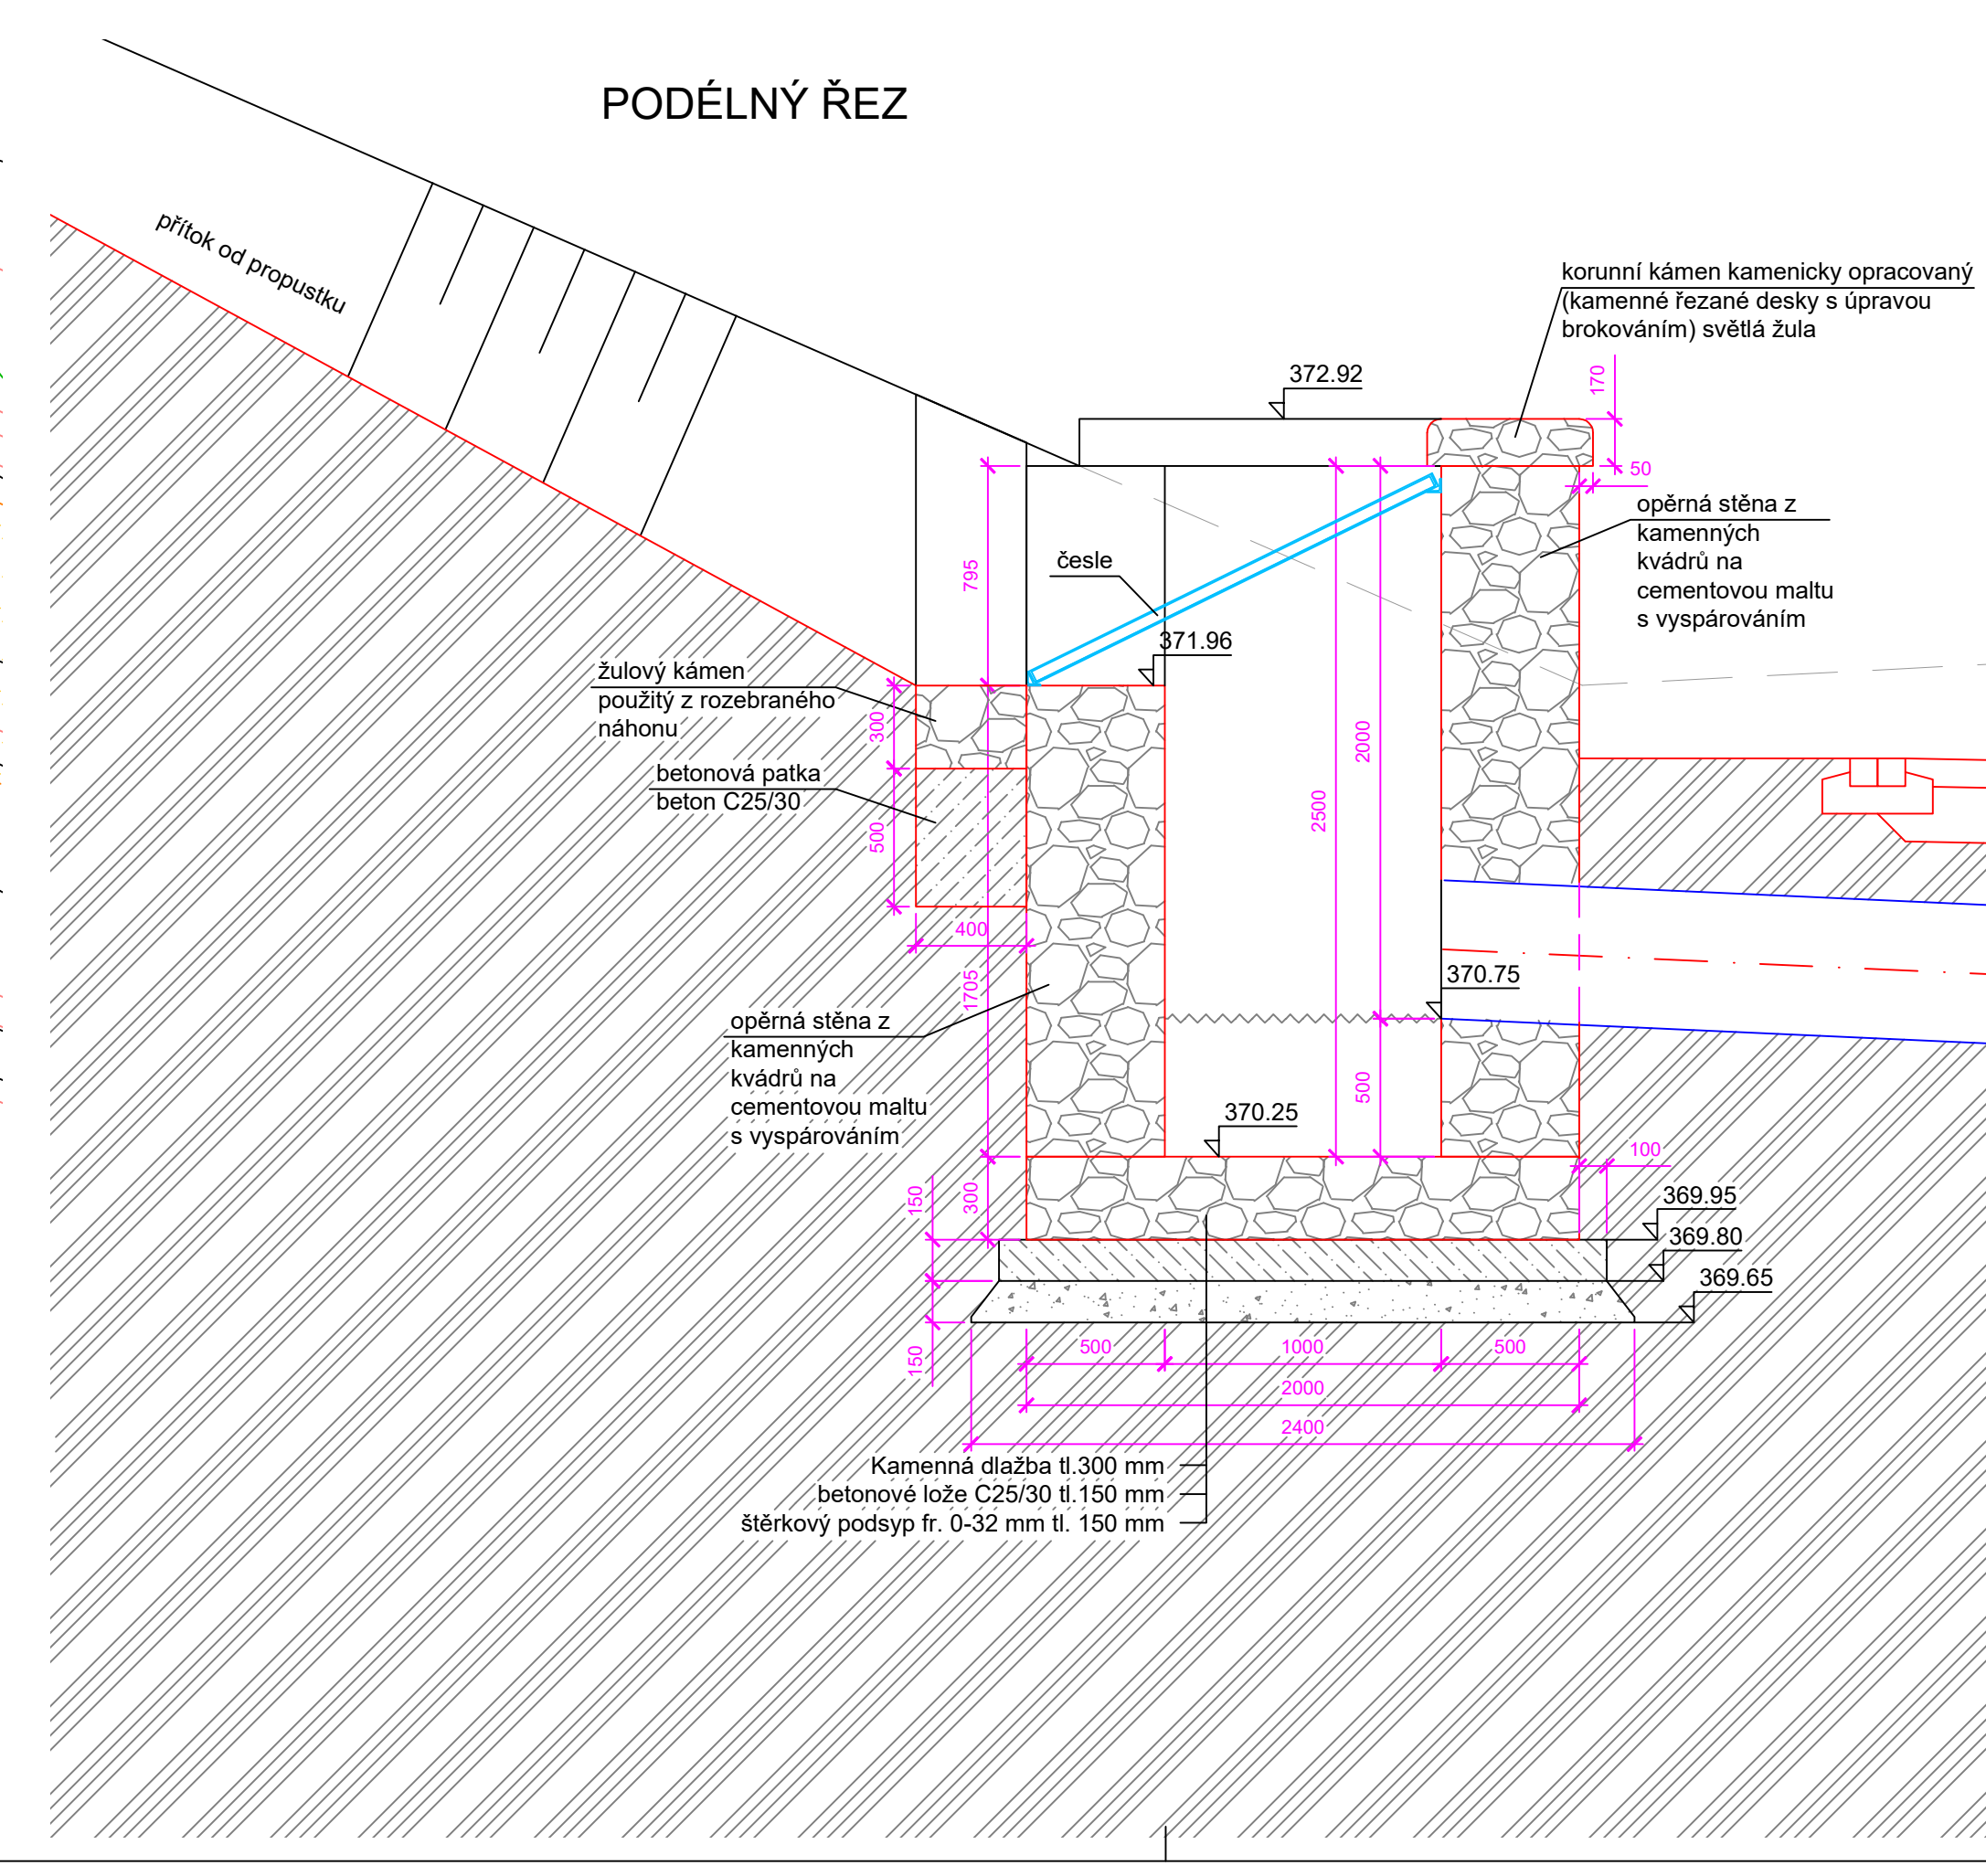 PODÉLNÝ ŘEZ
přítok od propustku
korunní kámen kamenicky opracovaný
(kamenné řezané desky s úpravou
brokováním) světlá žula
372.92
170
50
opěrná stěna z
kamenných
kvádrů na
cementovou maltu
s vyspárováním
česle
795
371.96
žulový kámen
použitý z rozebraného
náhonu
300
2000
betonová patka
beton C25/30
500
2500
400
1705
370.75
opěrná stěna z
kamenných
kvádrů na
cementovou maltu
s vyspárováním
500
370.25
100
150
300
369.95
369.80
369.65
150
500
1000
500
2000
2400
Kamenná dlažba tl.300 mm
betonové lože C25/30 tl.150 mm
štěrkový podsyp fr. 0-32 mm tl. 150 mm